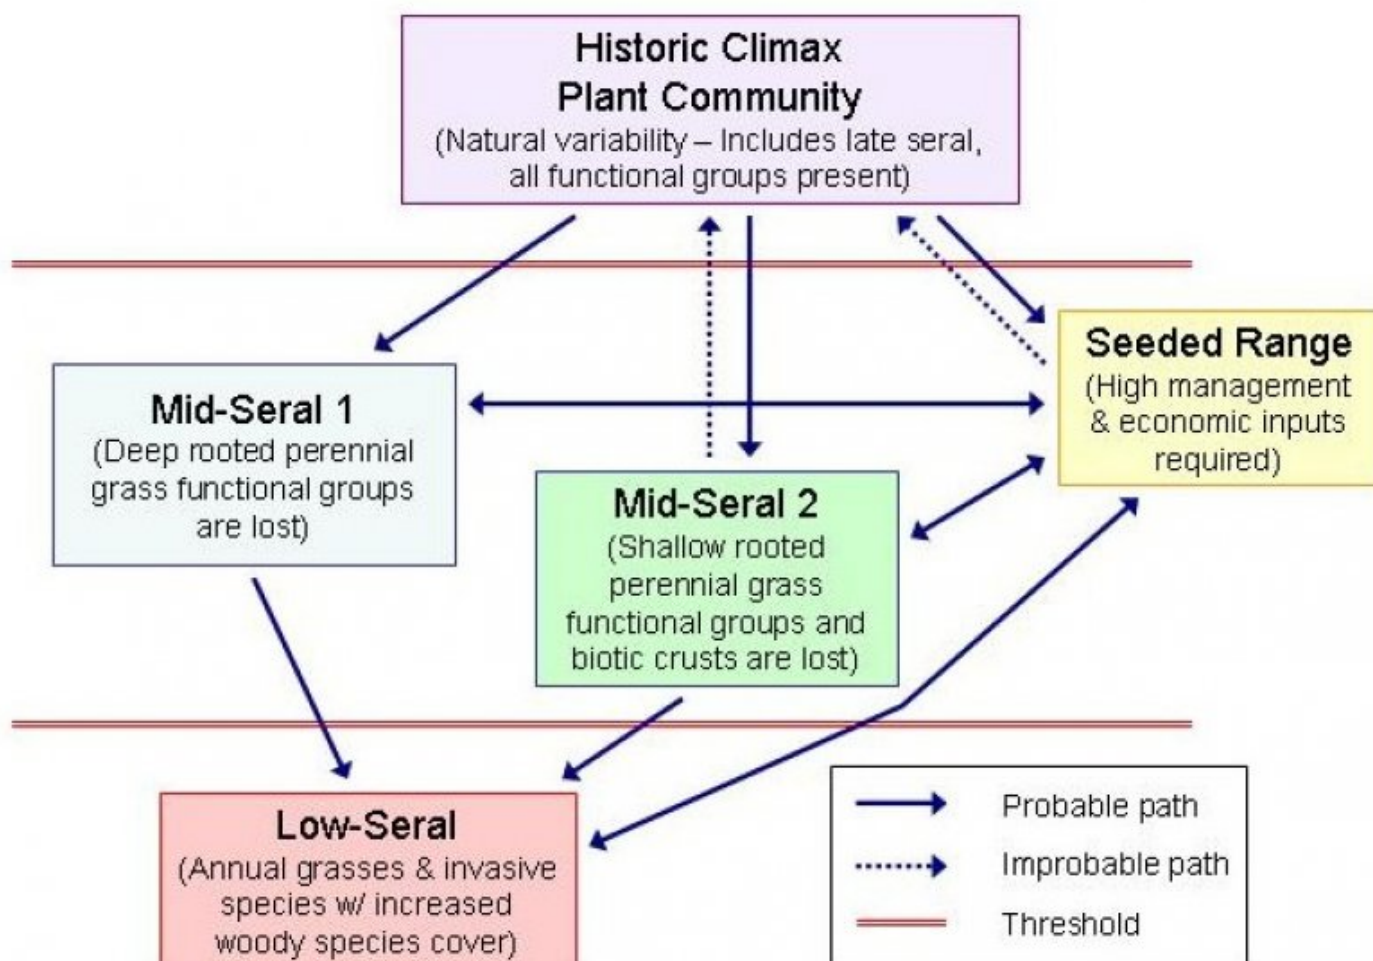 Historic Climax
Plant Community
(Natural variability – Includes late seral,
all functional groups present)
Seeded Range
(High management
& economic inputs
required)
Mid-Seral 1
(Deep rooted perennial
grass functional groups
are lost)
Mid-Seral 2
(Shallow rooted
perennial grass
functional groups and
biotic crusts are lost)
Low-Seral
(Annual grasses & invasive
species w/ increased
woody species cover)
Probable path
Improbable path
Threshold